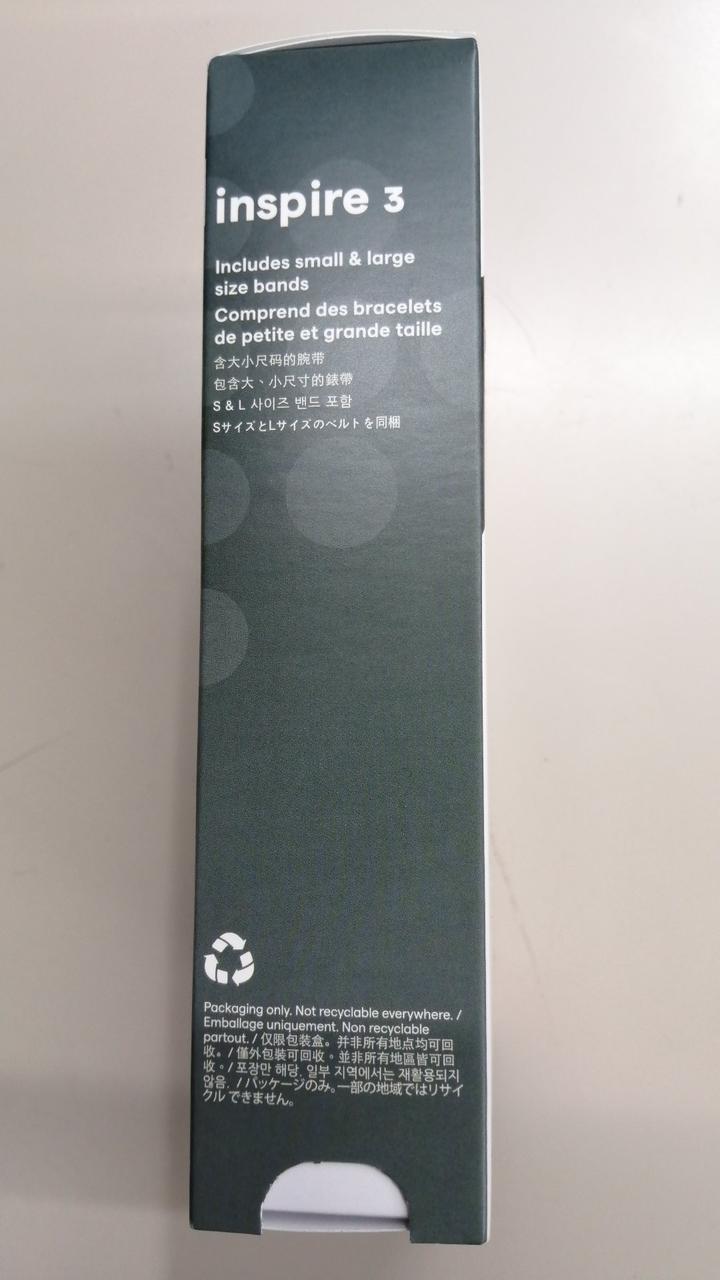 inspire 3
Includes small & large
size bands
Comprend des bracelets
de petite et grande taille
含大小尺码的腕带
包含大、小尺寸的錶帶
S & L 사이즈 밴드 포함
SサイズとLサイズのベルトを同梱
Packaging only. Not recyclable everywhere. /
Emballage uniquement. Non recyclable
partout. / 仅限包装盒。并非所有地点均可回
收。/ 僅外包裝可回收。並非所有地區皆可回
收。/ 포장만 해당. 일부 지역에서는 재활용되지
않음. / パッケージのみ。一部の地域ではリサイ
クルできません。